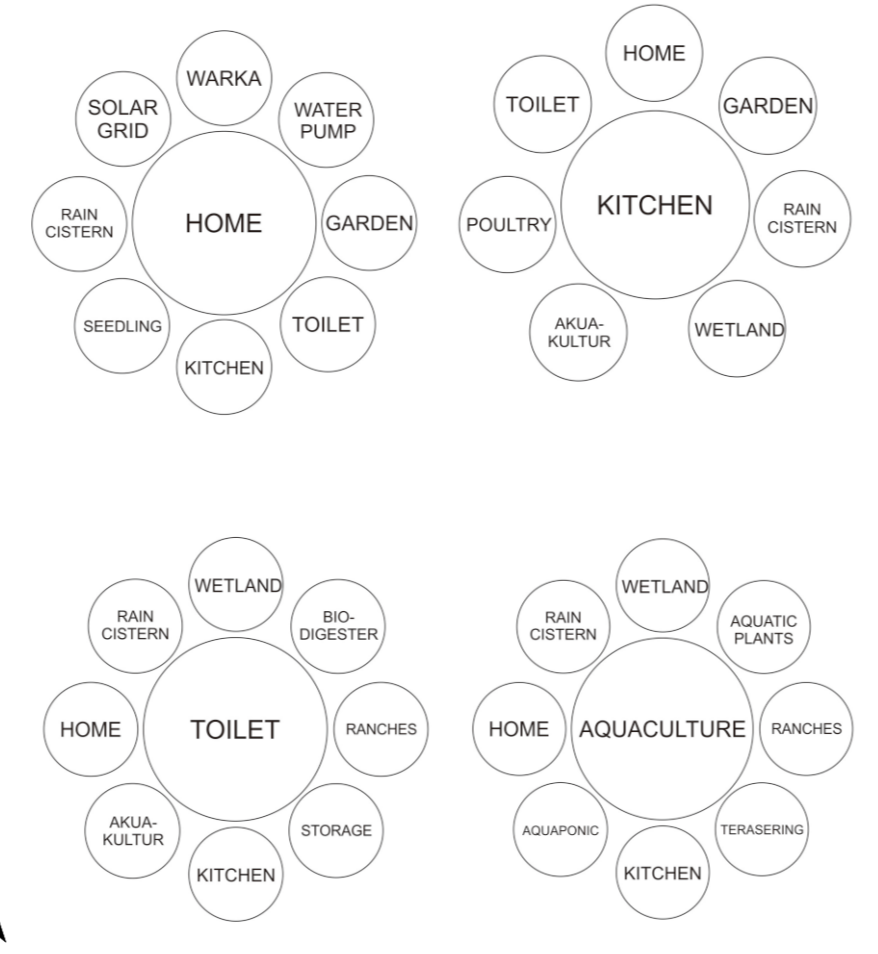 WARKA
SOLAR
GRID
WATER
PUMP
RAIN
CISTERN
HOME
GARDEN
SEEDLING
TOILET
KITCHEN
HOME
TOILET
GARDEN
KITCHEN
POULTRY
RAIN
CISTERN
AKUA-
KULTUR
WETLAND
WETLAND
RAIN
CISTERN
BIO-
DIGESTER
HOME
TOILET
RANCHES
AKUA-
KULTUR
STORAGE
KITCHEN
WETLAND
RAIN
CISTERN
AQUATIC
PLANTS
HOME
AQUACULTURE
RANCHES
AQUAPONIC
TERASERING
KITCHEN